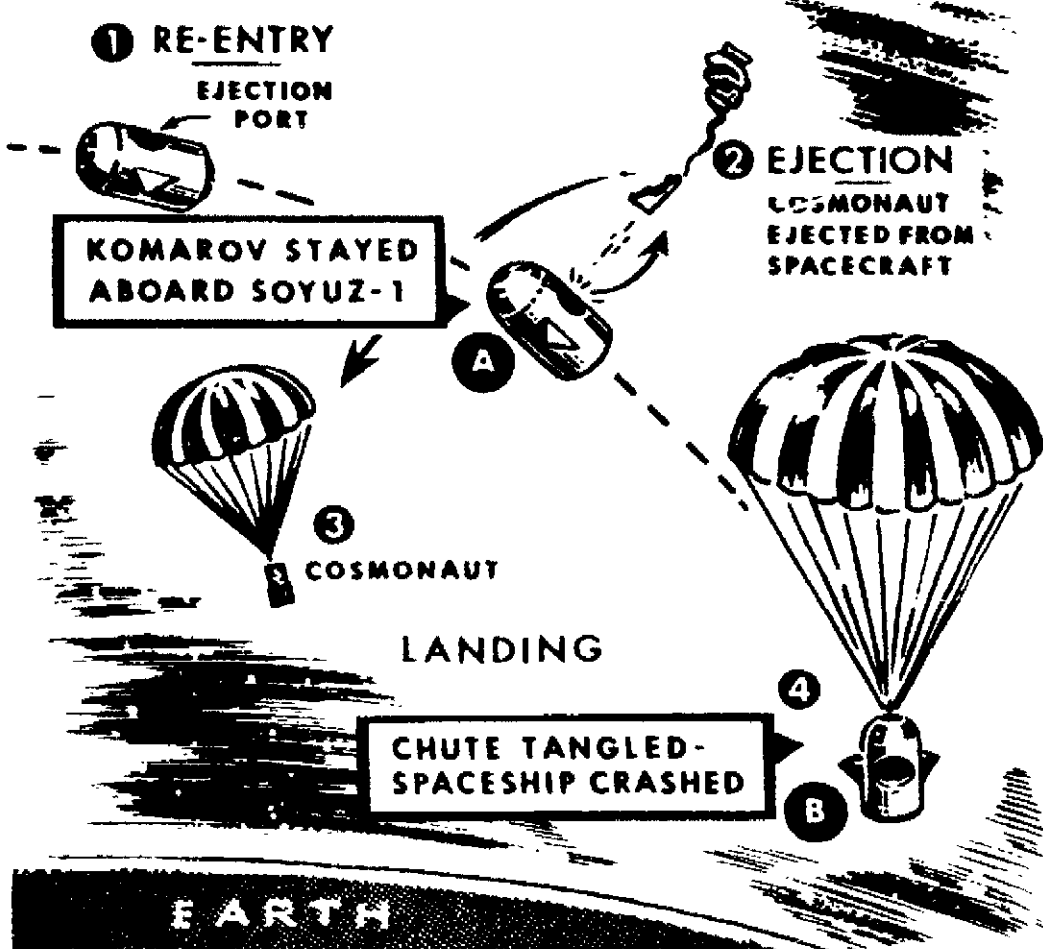 1 RE-ENTRY
EJECTION
PORT
2 EJECTION
COSMONAUT
EJECTED FROM
SPACECRAFT
KOMAROV STAYED
ABOARD SOYUZ-1
A
3
COSMONAUT
LANDING
4
CHUTE TANGLED-
SPACESHIP CRASHED
B
EARTH